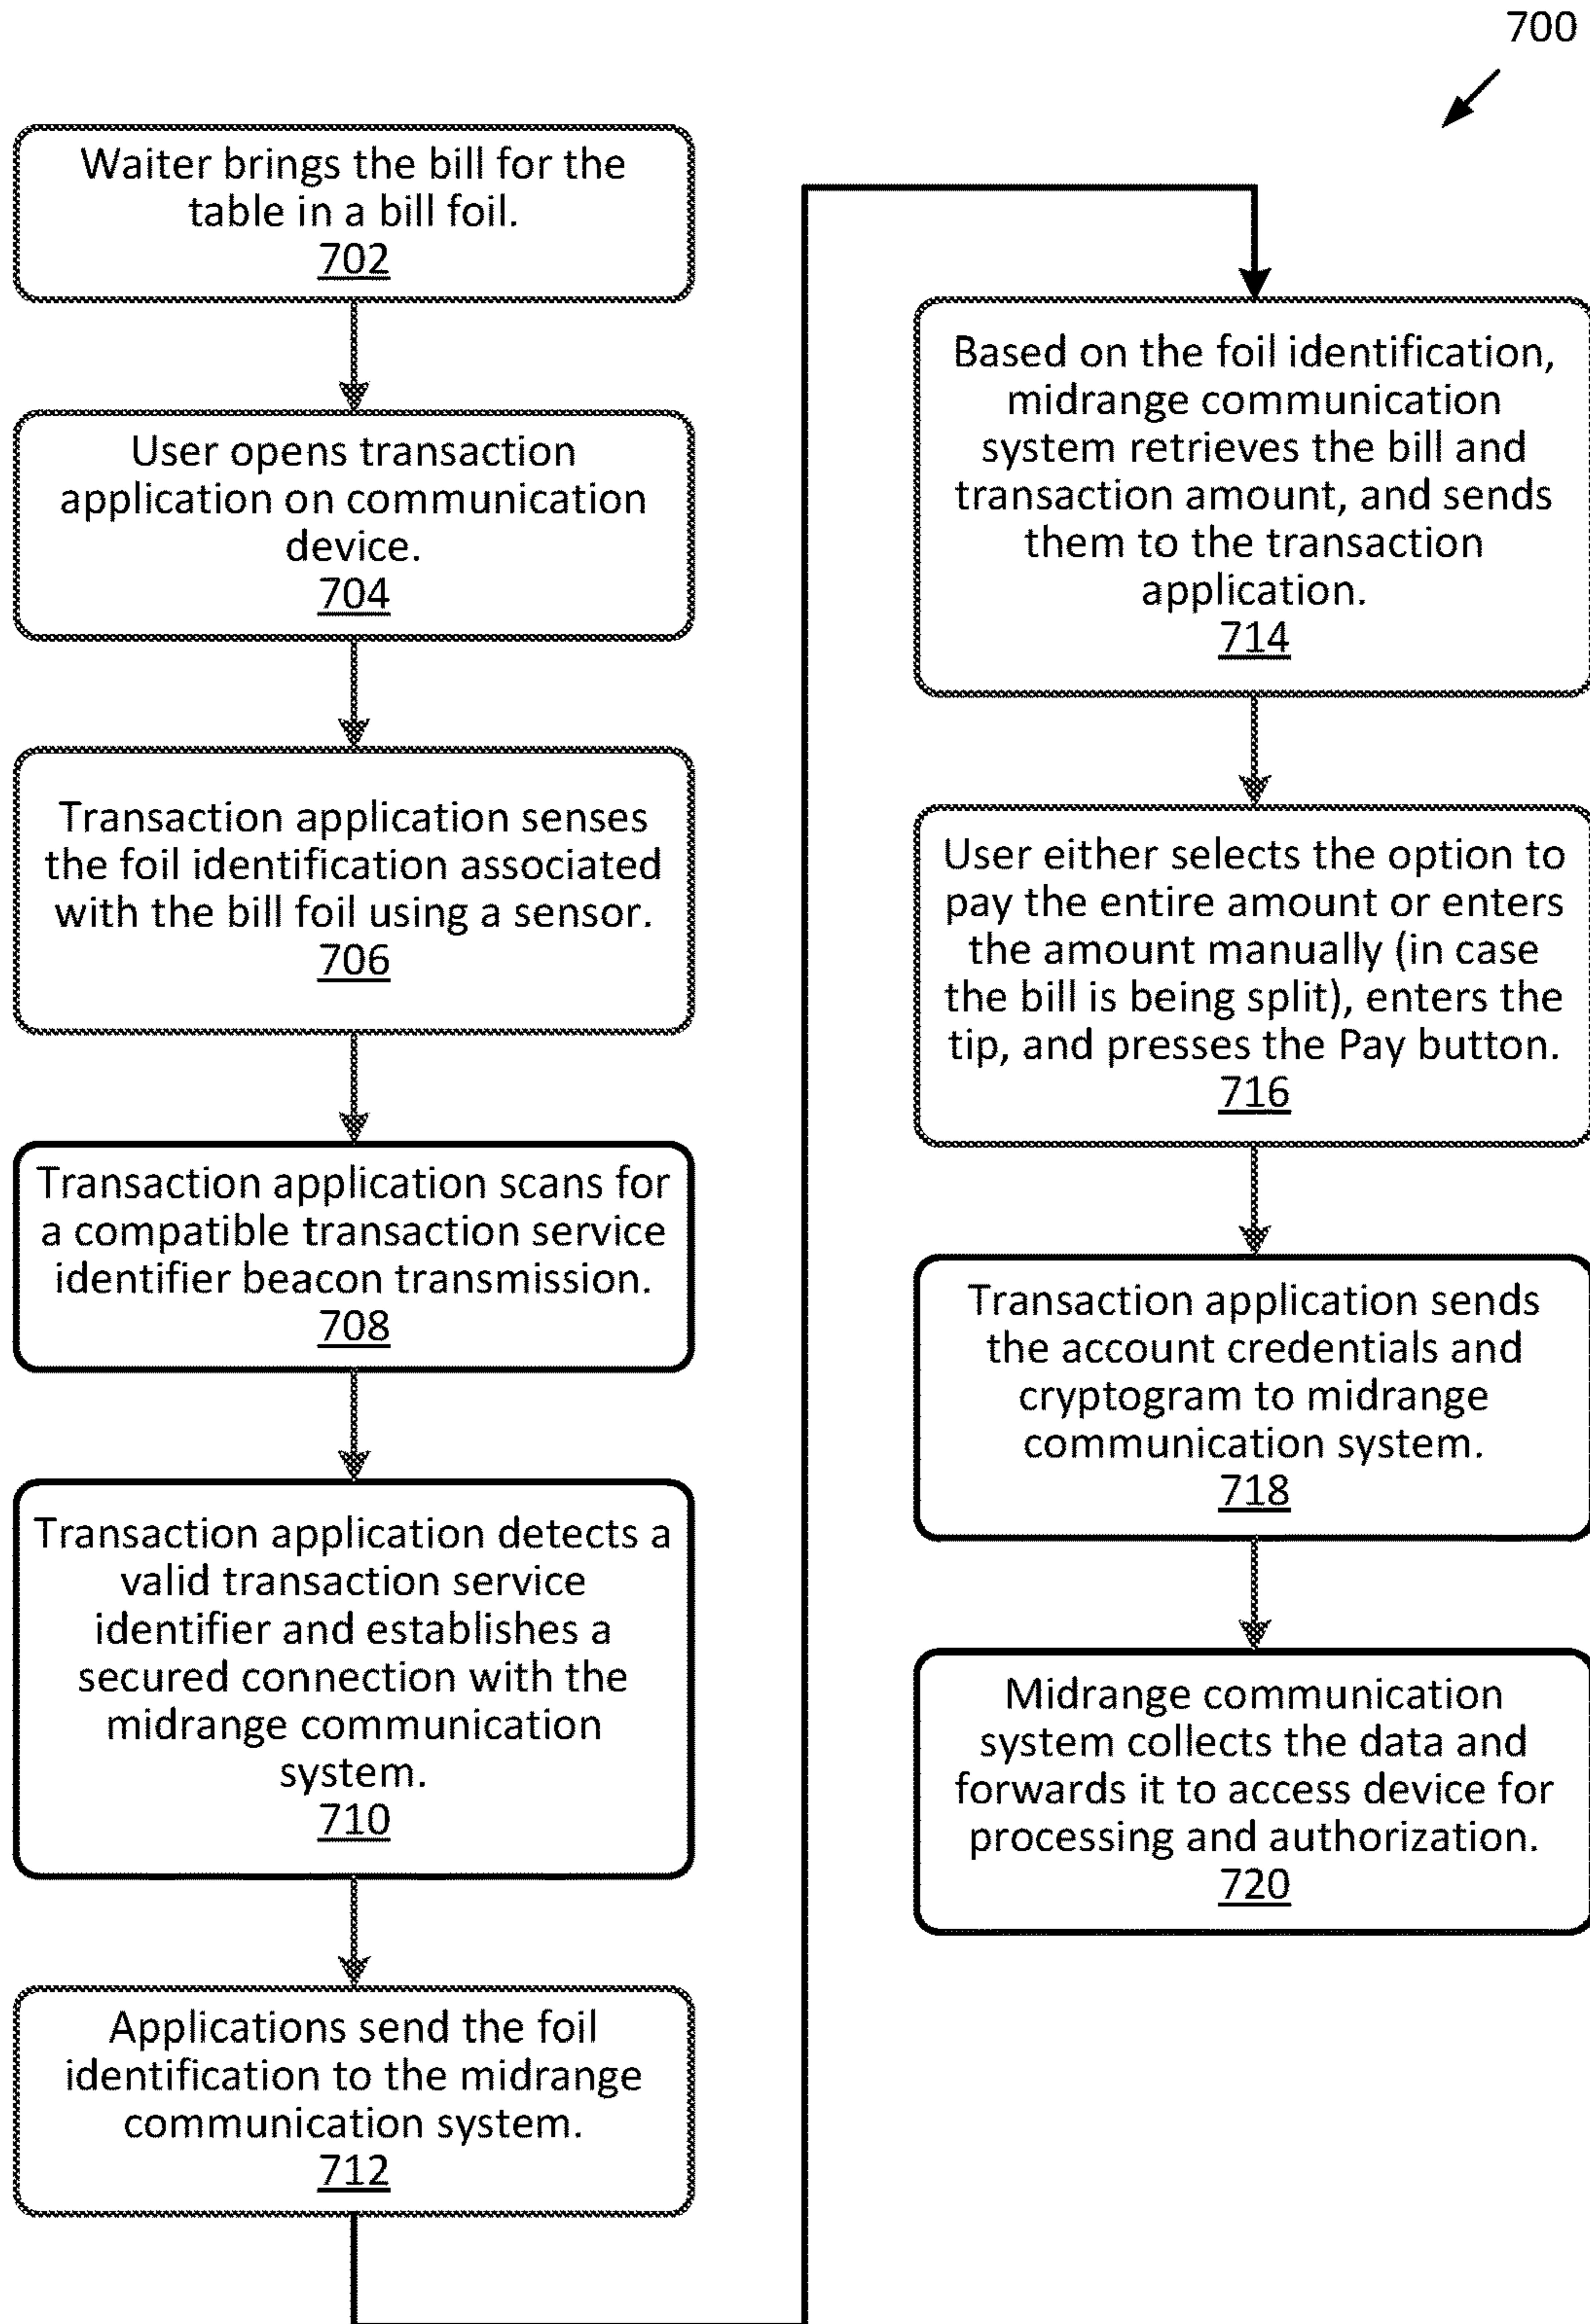 700
Waiter brings the bill for the
table in a bill foil.
702
User opens transaction
application on communication
device.
704
Transaction application senses
the foil identification associated
with the bill foil using a sensor.
706
Transaction application scans for
a compatible transaction service
identifier beacon transmission.
708
Transaction application detects a
valid transaction service
identifier and establishes a
secured connection with the
midrange communication
system.
710
Applications send the foil
identification to the midrange
communication system.
712
Based on the foil identification,
midrange communication
system retrieves the bill and
transaction amount, and sends
them to the transaction
application.
714
User either selects the option to
pay the entire amount or enters
the amount manually (in case
the bill is being split), enters the
tip, and presses the Pay button.
716
Transaction application sends
the account credentials and
cryptogram to midrange
communication system.
718
Midrange communication
system collects the data and
forwards it to access device for
processing and authorization.
720